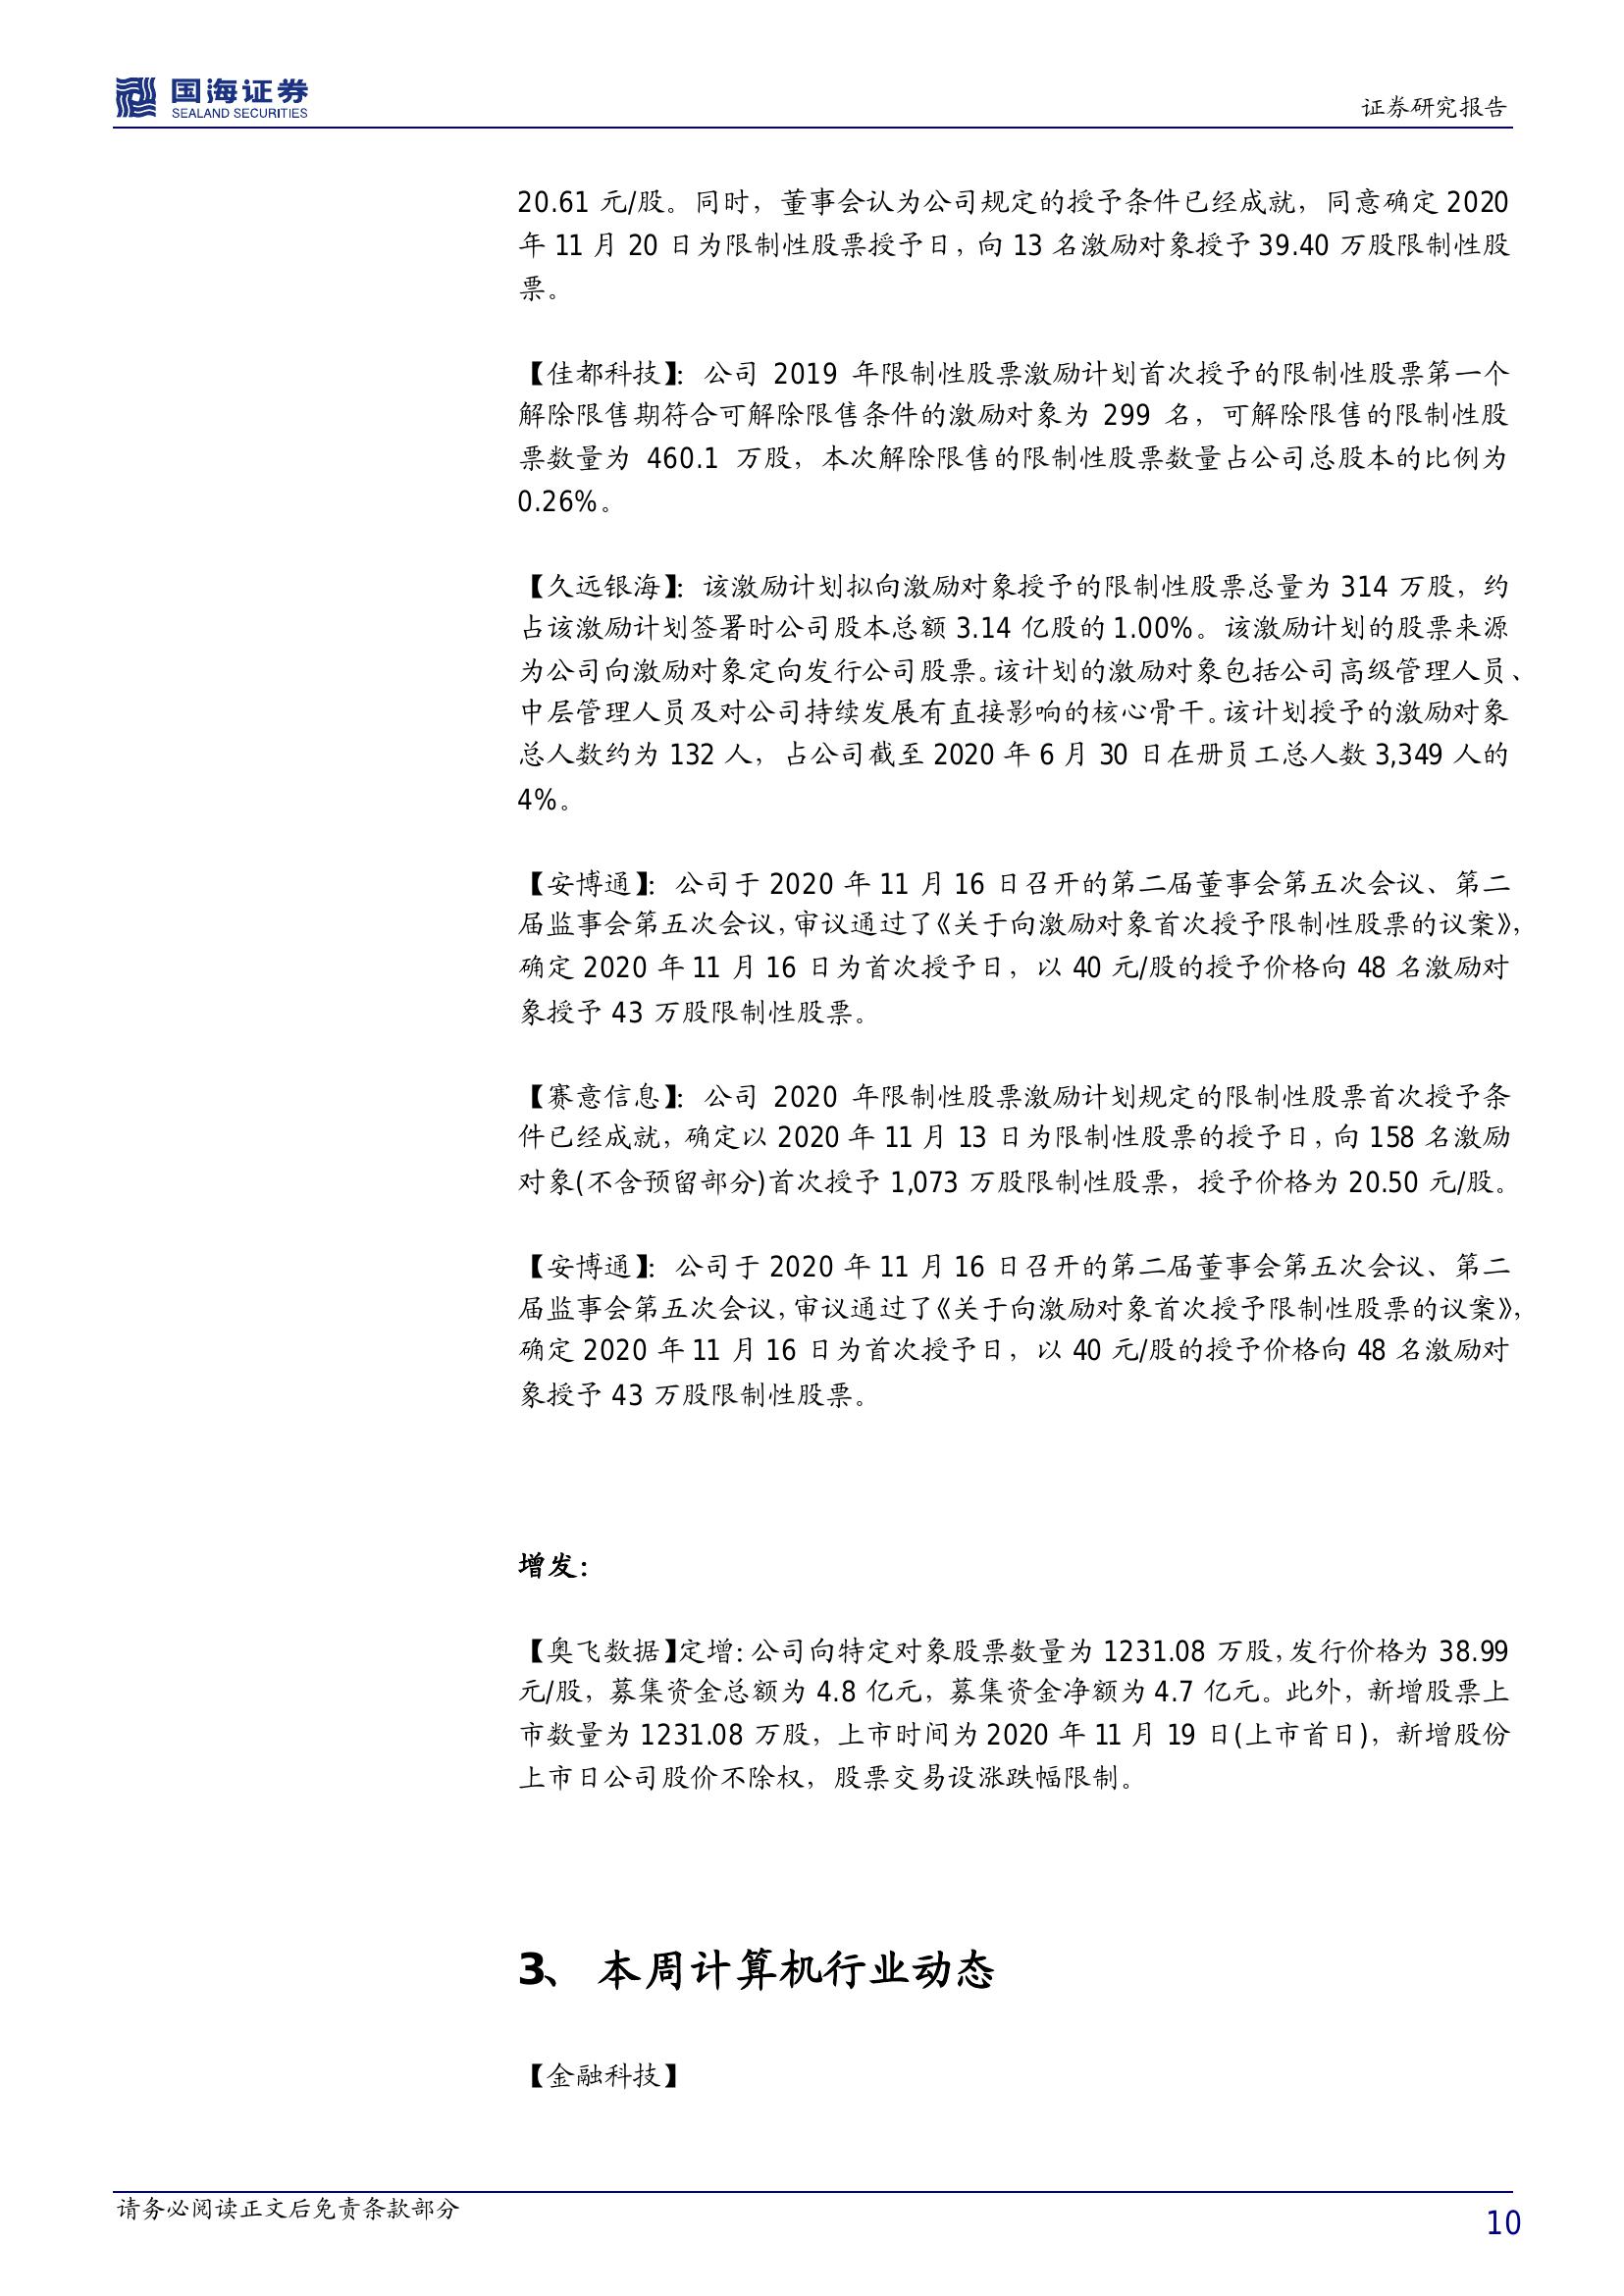 国海证券
SEALAND SECURITIES
证券研究报告
20.61 元/股。同时，董事会认为公司规定的授予条件已经成就，同意确定 2020
年 11 月 20 日为限制性股票授予日，向 13 名激励对象授予 39.40 万股限制性股
票。
【佳都科技】：公司 2019 年限制性股票激励计划首次授予的限制性股票第一个
解除限售期符合可解除限售条件的激励对象为 299 名，可解除限售的限制性股
票数量为 460.1 万股，本次解除限售的限制性股票数量占公司总股本的比例为
0.26%。
【久远银海】：该激励计划拟向激励对象授予的限制性股票总量为 314 万股，约
占该激励计划签署时公司股本总额 3.14 亿股的 1.00%。该激励计划的股票来源
为公司向激励对象定向发行公司股票。该计划的激励对象包括公司高级管理人员、
中层管理人员及对公司持续发展有直接影响的核心骨干。该计划授予的激励对象
总人数约为 132 人，占公司截至 2020 年 6 月 30 日在册员工总人数 3,349 人的
4%。
【安博通】：公司于 2020 年 11 月 16 日召开的第二届董事会第五次会议、第二
届监事会第五次会议，审议通过了《关于向激励对象首次授予限制性股票的议案》，
确定 2020 年 11 月 16 日为首次授予日，以 40 元/股的授予价格向 48 名激励对
象授予 43 万股限制性股票。
【赛意信息】：公司 2020 年限制性股票激励计划规定的限制性股票首次授予条
件已经成就，确定以 2020 年 11 月 13 日为限制性股票的授予日，向 158 名激励
对象(不含预留部分)首次授予 1,073 万股限制性股票，授予价格为 20.50 元/股。
【安博通】：公司于 2020 年 11 月 16 日召开的第二届董事会第五次会议、第二
届监事会第五次会议，审议通过了《关于向激励对象首次授予限制性股票的议案》，
确定 2020 年 11 月 16 日为首次授予日，以 40 元/股的授予价格向 48 名激励对
象授予 43 万股限制性股票。
增发：
【奥飞数据】定增：公司向特定对象股票数量为 1231.08 万股，发行价格为 38.99
元/股，募集资金总额为 4.8 亿元，募集资金净额为 4.7 亿元。此外，新增股票上
市数量为 1231.08 万股，上市时间为 2020 年 11 月 19 日(上市首日)，新增股份
上市日公司股价不除权，股票交易设涨跌幅限制。
3、 本周计算机行业动态
【金融科技】
请务必阅读正文后免责条款部分
10